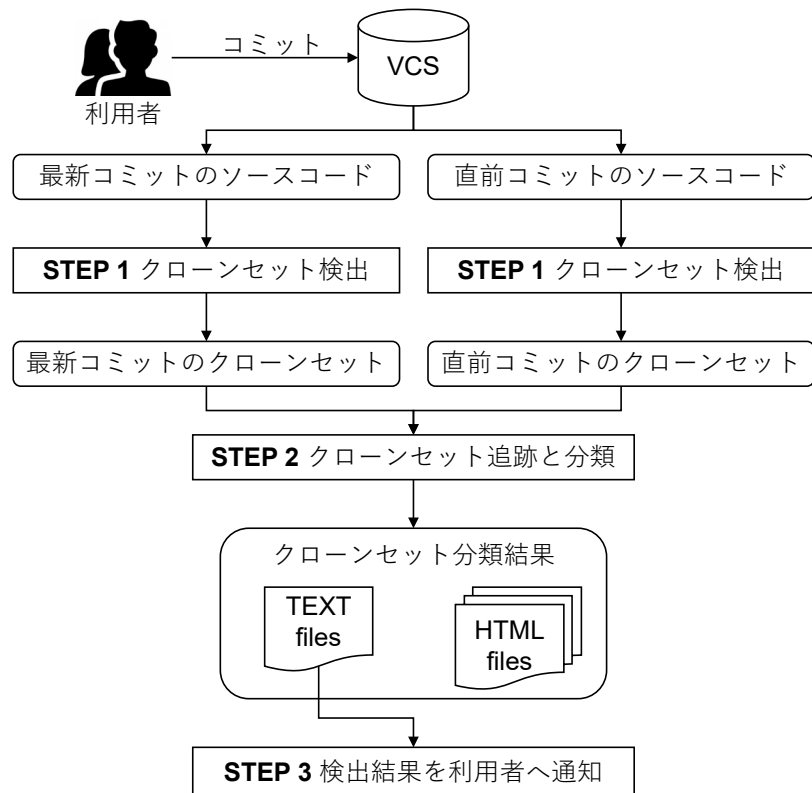 コミット
VCS
利用者
最新コミットのソースコード
直前コミットのソースコード
STEP 1 クローンセット検出
STEP 1 クローンセット検出
最新コミットのクローンセット
直前コミットのクローンセット
STEP 2 クローンセット追跡と分類
クローンセット分類結果
TEXT
files
HTML
files
STEP 3 検出結果を利用者へ通知